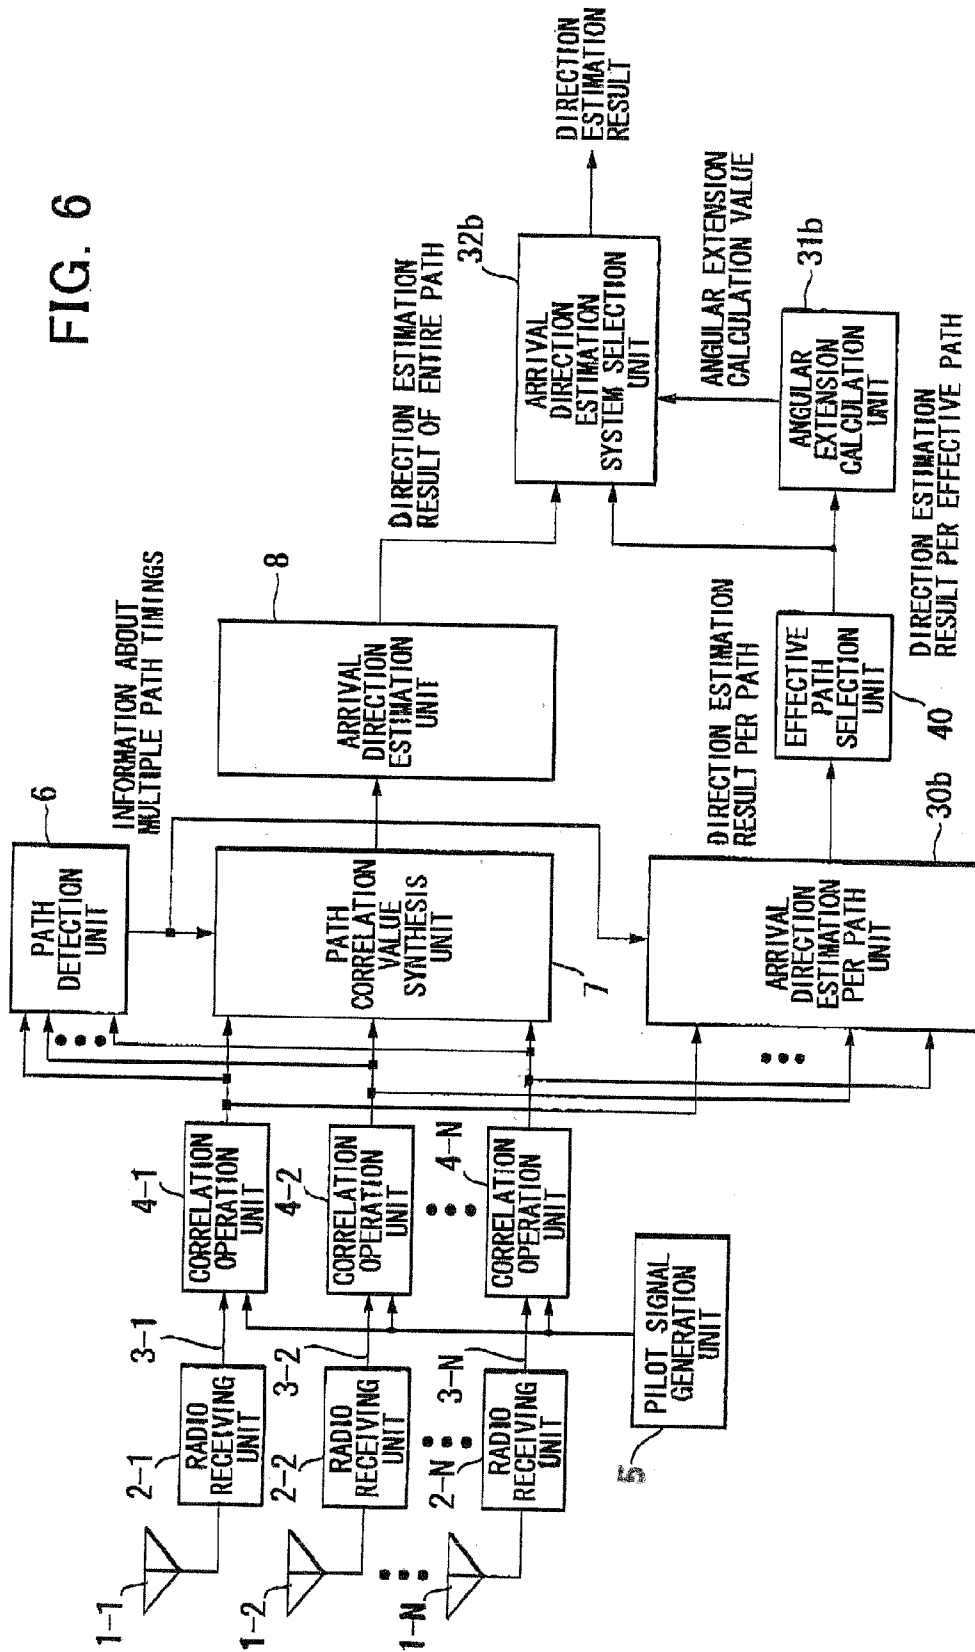 FIG. 6
1-1
2-1
RADIO
RECEIVING
UNIT
3-1
4-1
CORRELATION
OPERATION
UNIT
1-2
2-2
RADIO
RECEIVING
UNIT
3-2
4-2
CORRELATION
OPERATION
UNIT
1-N
2-N
RADIO
RECEIVING
UNIT
3-N
4-N
CORRELATION
OPERATION
UNIT
5
PILOT SIGNAL
GENERATION
UNIT
6
PATH
DETECTION
UNIT
INFORMATION ABOUT
MULTIPLE PATH TIMINGS
PATH
CORRELATION
VALUE
SYNTHESIS
UNIT
7
8
ARRIVAL
DIRECTION
ESTIMATION
UNIT
DIRECTION ESTIMATION
RESULT OF ENTIRE PATH
32b
ARRIVAL
DIRECTION
ESTIMATION
SYSTEM SELECTION
UNIT
DIRECTION
ESTIMATION
RESULT
ANGULAR EXTENSION
CALCULATION VALUE
ARRIVAL
DIRECTION
ESTIMATION
PER PATH
UNIT
30b
DIRECTION ESTIMATION
RESULT PER PATH
EFFECTIVE
PATH
SELECTION
UNIT
40
ANGULAR
EXTENSION
CALCULATION
UNIT
31b
DIRECTION ESTIMATION
RESULT PER EFFECTIVE PATH